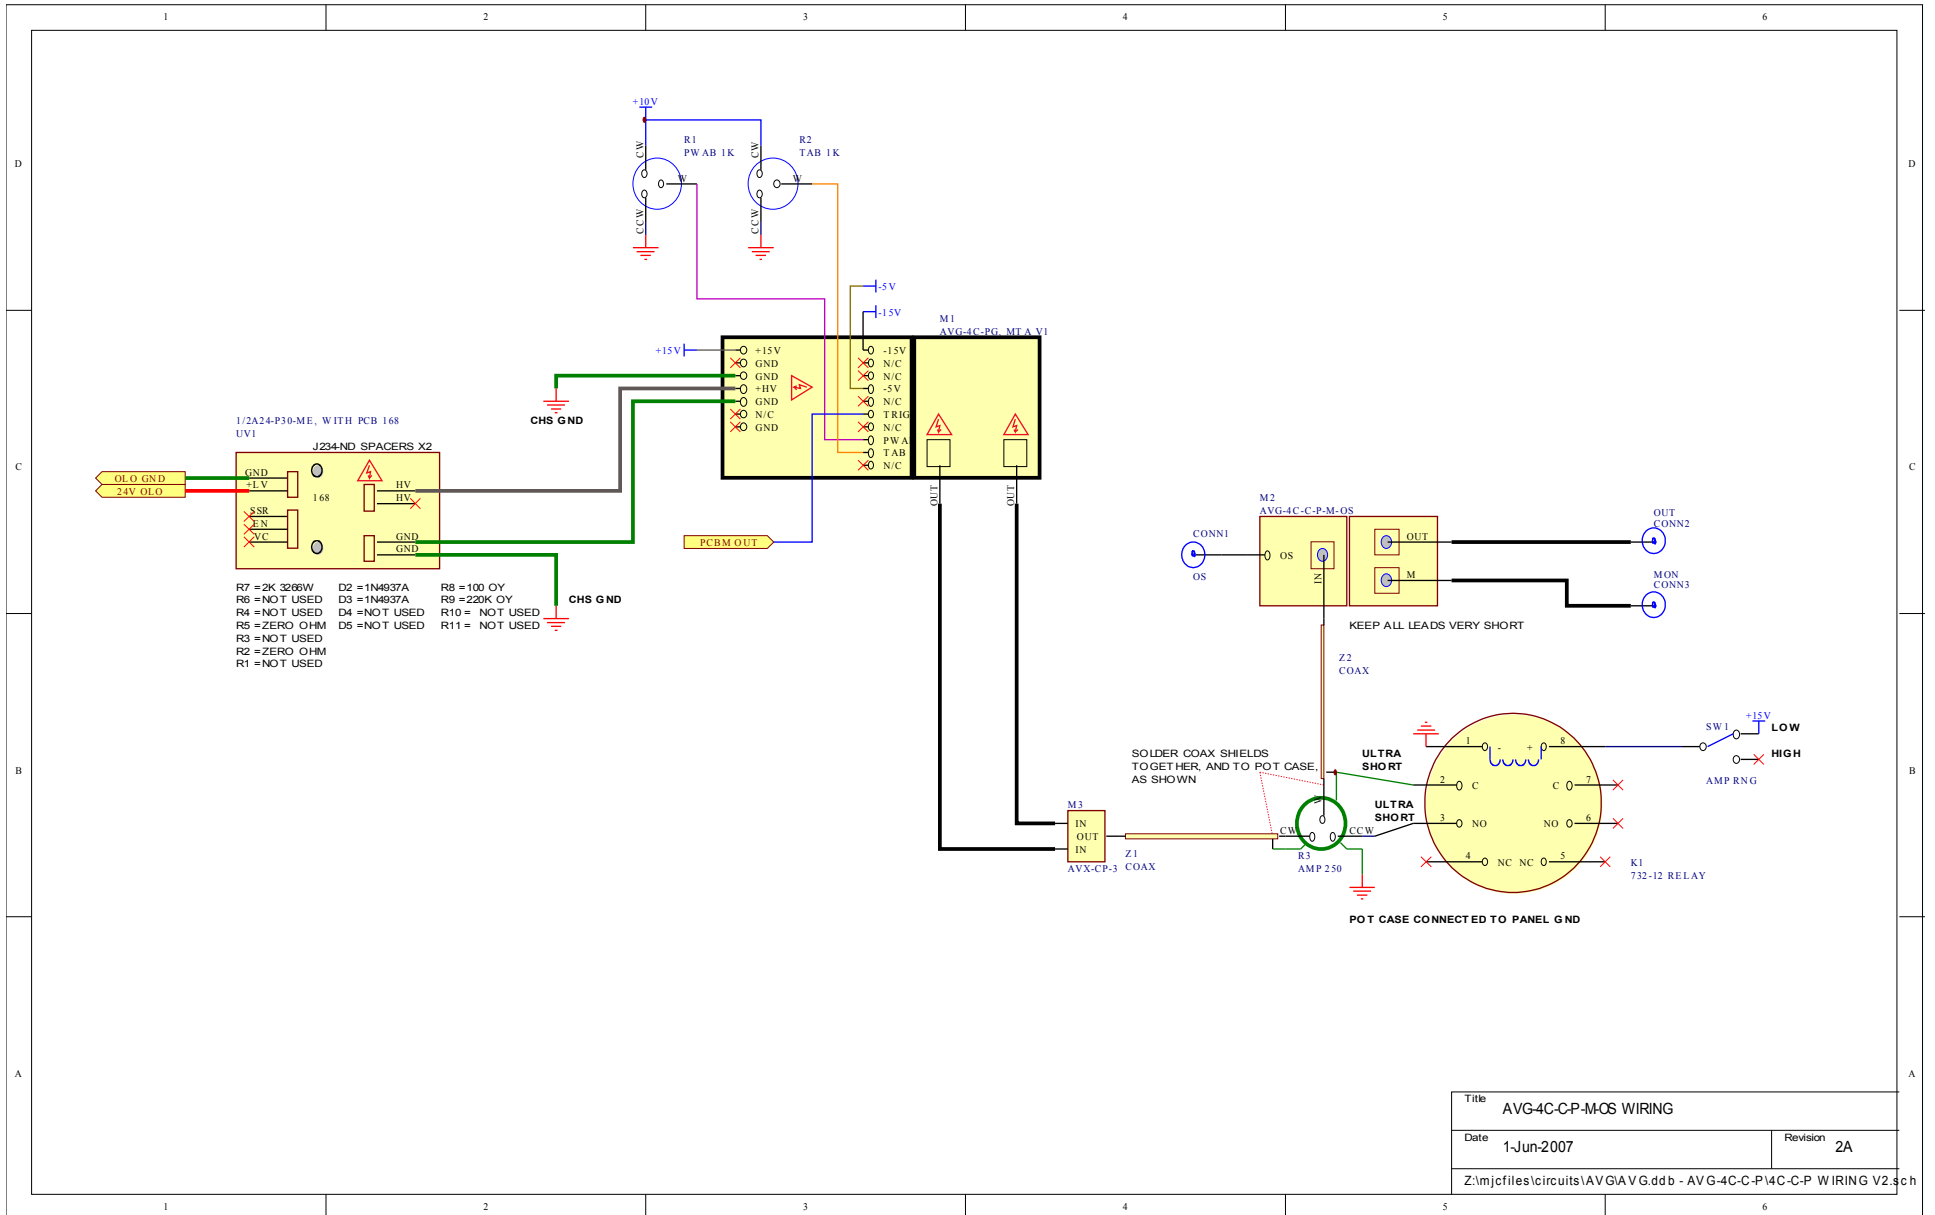 1 2 3 4 5 6
+10V
R1
PWAB 1K
R2
TAB 1K
CW
CW
W
W
CCW
CCW
D
D
-5V
-15V
M1
AVG-4C-PG, MTA V1
+15V
+15V
GND
GND
+HV
GND
N/C
GND
-15V
N/C
N/C
-5V
N/C
TRIG
N/C
PWA
TAB
N/C
OUT
OUT
CHS GND
1/2A24-P30-ME, WITH PCB 168
UV1
J234-ND SPACERS X2
C
C
OLO GND
24V OLO
GND
+LV
168
SSR
EN
VC
HV
HV
GND
GND
PCBM OUT
CHS GND
R7 =2K 3266W D2 =1N4937A R8 =100 OY
R6 =NOT USED D3 =1N4937A R9 =220K OY
R4 =NOT USED D4 =NOT USED R10 = NOT USED
R5 =ZERO OHM D5 =NOT USED R11 = NOT USED
R3 =NOT USED
R2 =ZERO OHM
R1 =NOT USED
M2
AVG-4C-C-P-M-OS
CONN1
OS
OS
IN
OUT
M
OUT
CONN2
MON
CONN3
KEEP ALL LEADS VERY SHORT
Z2
COAX
SOLDER COAX SHIELDS
TOGETHER, AND TO POT CASE,
AS SHOWN
ULTRA
SHORT
ULTRA
SHORT
B
B
1
-
+
8
2
C
C
7
3
NO
NO
6
4
NC
NC
5
K1
732-12 RELAY
SW1
+15V
LOW
HIGH
AMP RNG
M3
IN
OUT
IN
AVX-CP-3
Z1
COAX
CW
W
CCW
R3
AMP 250
POT CASE CONNECTED TO PANEL GND
A
A
Title
AVG-4C-C-P-M-OS WIRING
Date
1-Jun-2007
Revision
2A
Z:\mjcfiles\circuits\AVG\AVG.ddb - AVG-4C-C-P\4C-C-P WIRING V2.sch
1 2 3 4 5 6